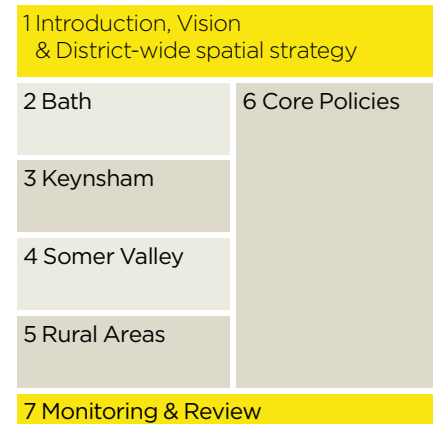 1 Introduction, Vision
& District-wide spatial strategy
2 Bath
3 Keynsham
4 Somer Valley
5 Rural Areas
6 Core Policies
7 Monitoring & Review